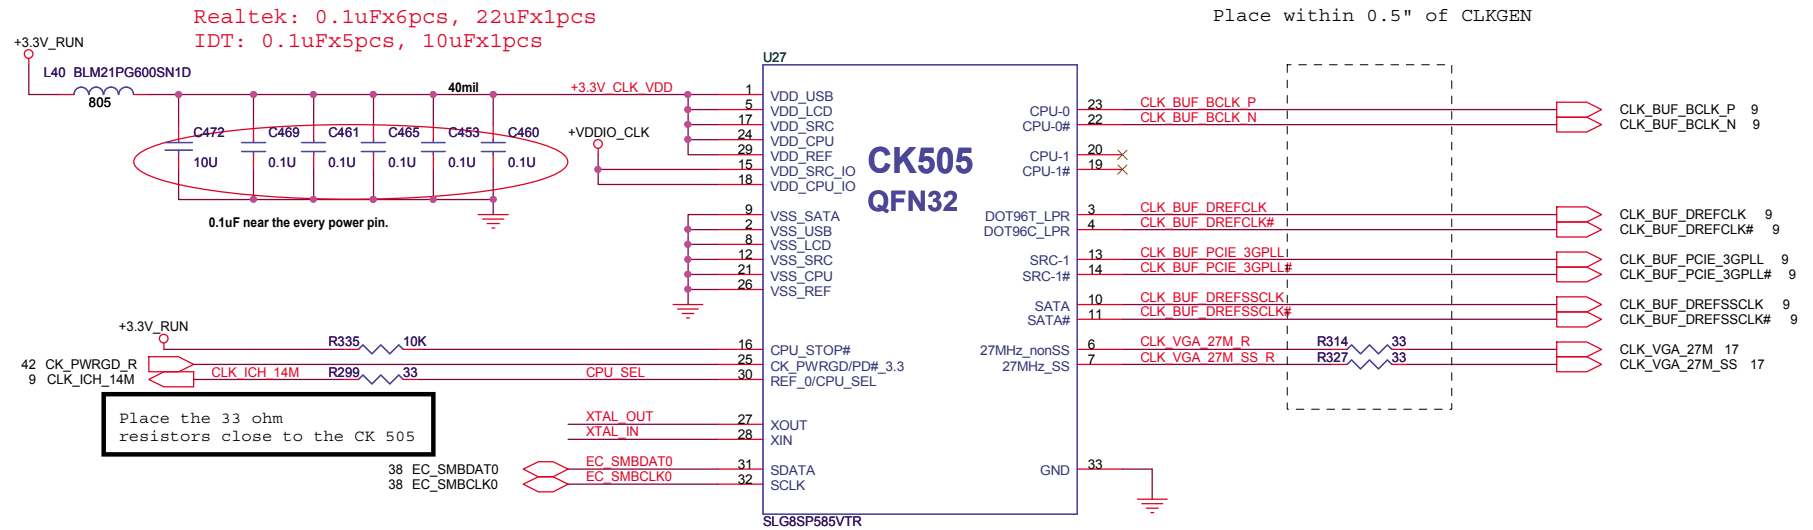 Realtek: 0.1uFx6pcs, 22uFx1pcs
IDT: 0.1uFx5pcs, 10uFx1pcs
Place within 0.5" of CLKGEN
+3.3V_RUN
L40 BLM21PG600SN1D
805
40mil
+3.3V_CLK_VDD
C472 C469 C461 C465 C453 C460
10U 0.1U 0.1U 0.1U 0.1U 0.1U
0.1uF near the every power pin.
+VDDIO_CLK
U27
CK505
QFN32
1 VDD_USB
5 VDD_LCD
17 VDD_SRC
24 VDD_CPU
29 VDD_REF
15 VDD_SRC_IO
18 VDD_CPU_IO
9 VSS_SATA
2 VSS_USB
8 VSS_LCD
12 VSS_SRC
21 VSS_CPU
26 VSS_REF
+3.3V_RUN
R335 10K 16 CPU_STOP#
42 CK_PWRGD_R 25 CK_PWRGD/PD#_3.3
9 CLK_ICH_14M CLK_ICH_14M R299 33 CPU_SEL 30 REF_0/CPU_SEL
Place the 33 ohm
resistors close to the CK 505
XTAL_OUT 27 XOUT
XTAL_IN 28 XIN
38 EC_SMBDAT0 EC_SMBDAT0 31 SDATA
38 EC_SMBCLK0 EC_SMBCLK0 32 SCLK
SLG8SP585VTR
CPU-0 23 CLK_BUF_BCLK_P CLK_BUF_BCLK_P 9
CPU-0# 22 CLK_BUF_BCLK_N CLK_BUF_BCLK_N 9
CPU-1 20
CPU-1# 19
DOT96T_LPR 3 CLK_BUF_DREFCLK CLK_BUF_DREFCLK 9
DOT96C_LPR 4 CLK_BUF_DREFCLK# CLK_BUF_DREFCLK# 9
SRC-1 13 CLK_BUF_PCIE_3GPLL CLK_BUF_PCIE_3GPLL 9
SRC-1# 14 CLK_BUF_PCIE_3GPLL# CLK_BUF_PCIE_3GPLL# 9
SATA 10 CLK_BUF_DREFSSCLK CLK_BUF_DREFSSCLK 9
SATA# 11 CLK_BUF_DREFSSCLK# CLK_BUF_DREFSSCLK# 9
27MHz_nonSS 6 CLK_VGA_27M_R R314 33 CLK_VGA_27M 17
27MHz_SS 7 CLK_VGA_27M_SS_R R327 33 CLK_VGA_27M_SS 17
GND 33